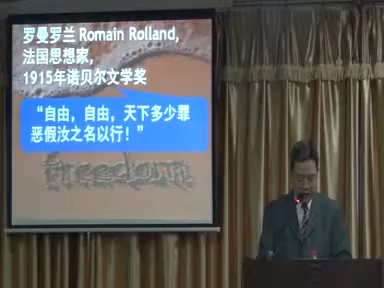 罗曼罗兰 Romain Rolland,
法国思想家,
1915年诺贝尔文学奖
“自由，自由，天下多少罪
恶假汝之名以行！”
freedom